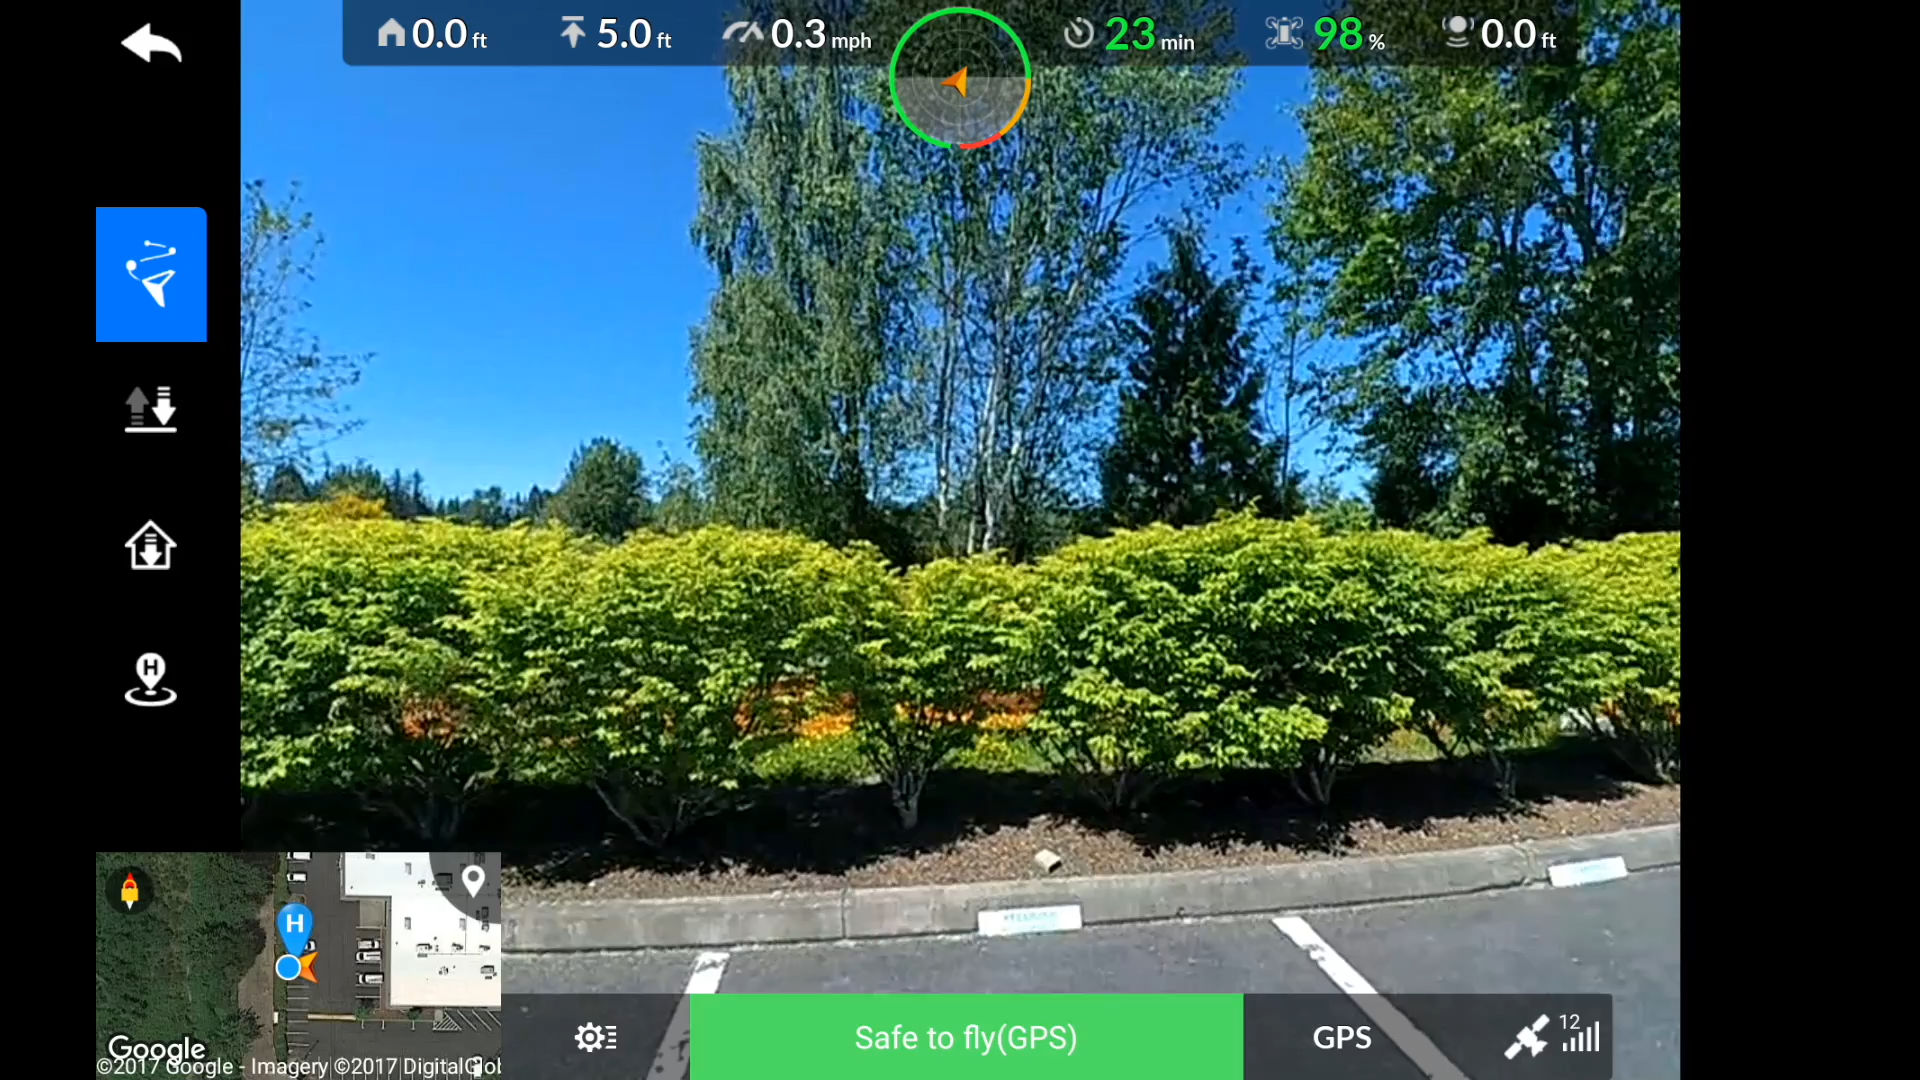 0.0 ft 5.0 ft 0.3 mph 23 min 98 % 0.0 ft
H
H
Google
©2017 Google - Imagery ©2017 DigitalGlob
Safe to fly(GPS)
GPS
12